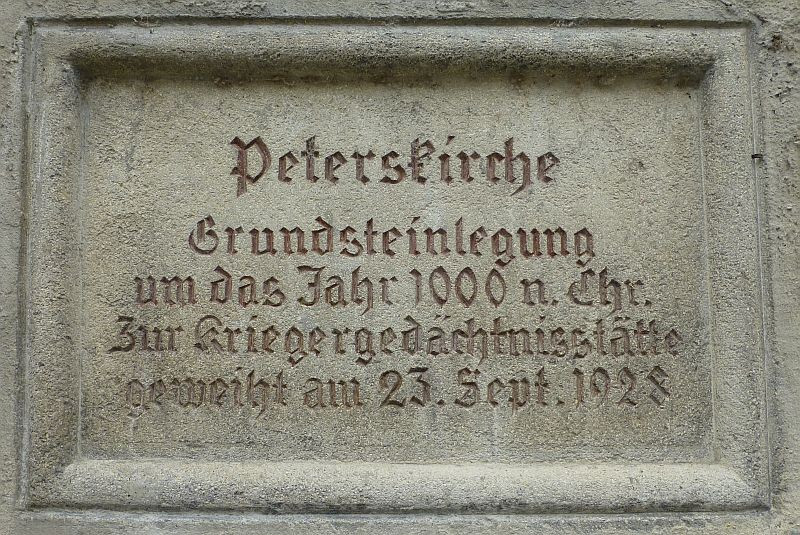 Peterskirche
Grundsteinlegung
um das Jahr 1000 n. Chr.
Zur Kriegergedächtnisstätte
geweiht am 23. Sept. 1928